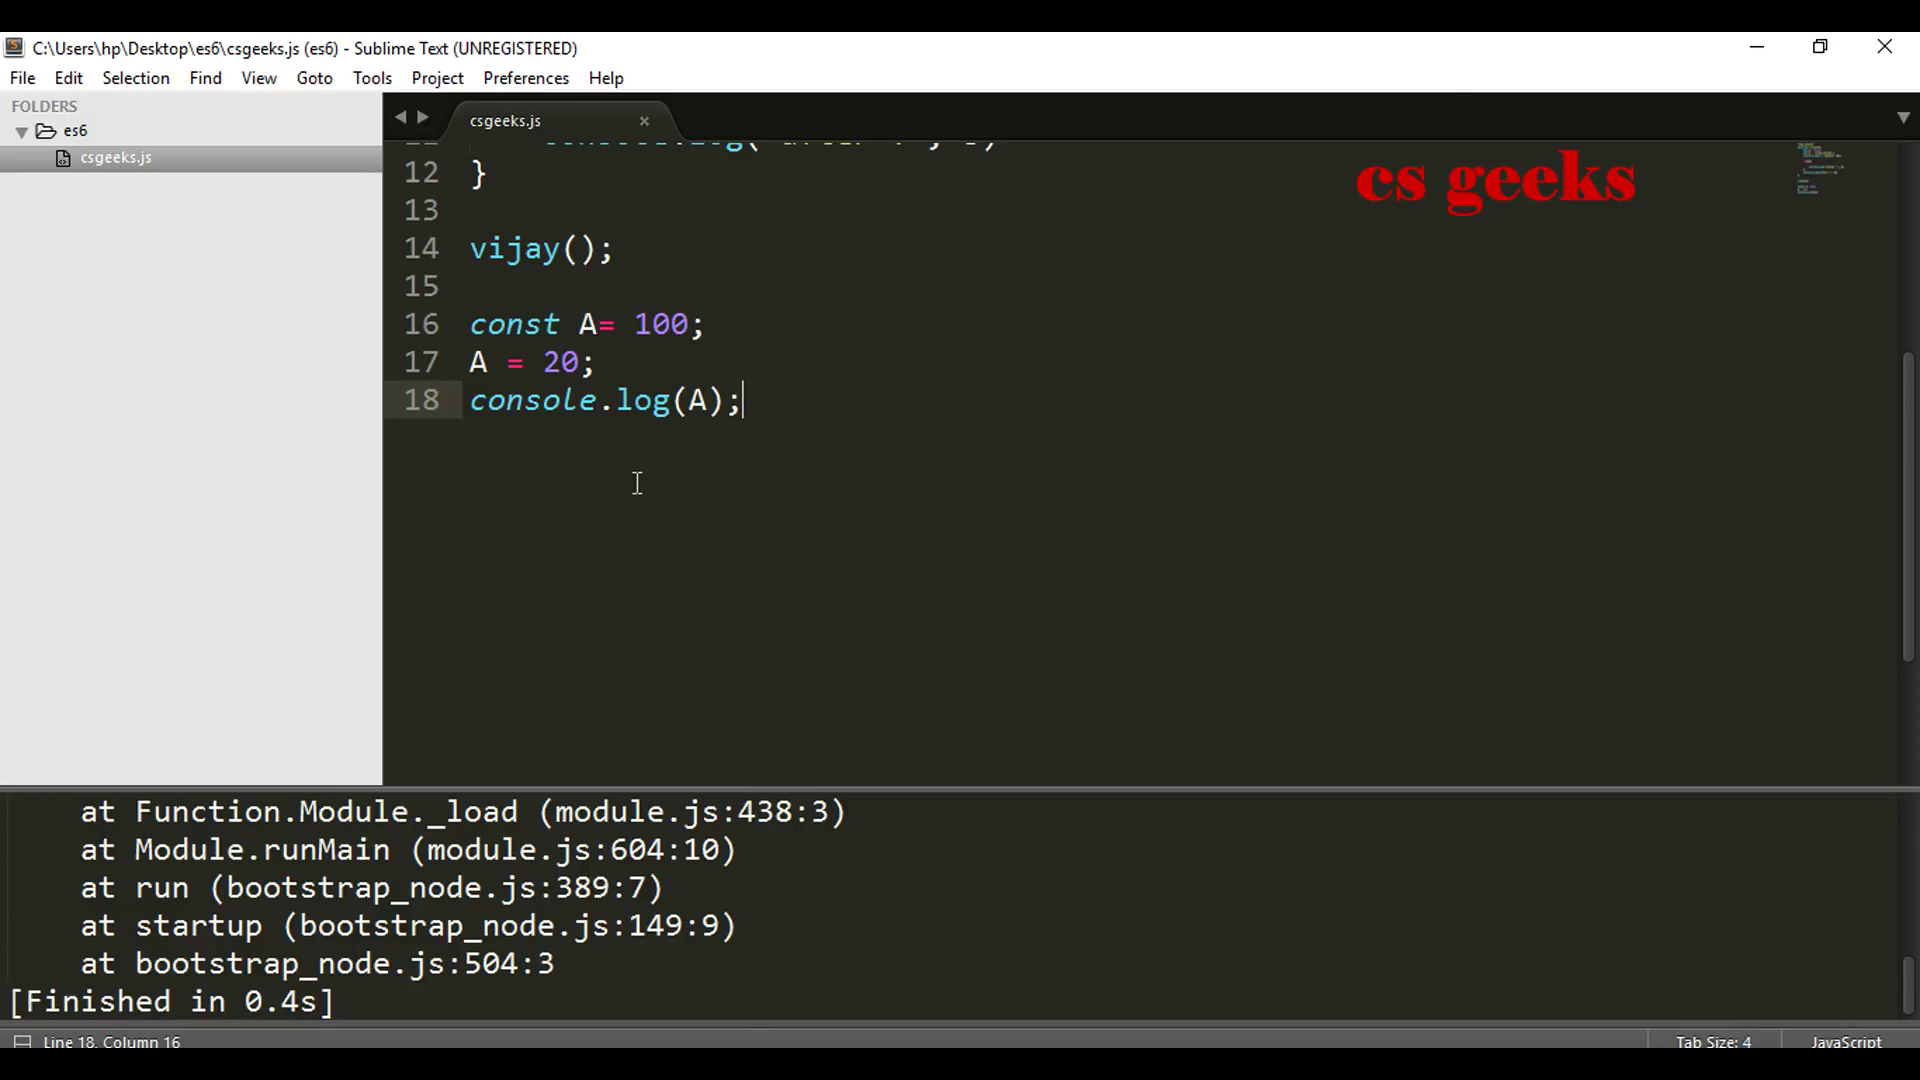 C:\Users\hp\Desktop\es6\csgeeks.js (es6) - Sublime Text (UNREGISTERED)
File Edit Selection Find View Goto Tools Project Preferences Help
FOLDERS
es6
csgeeks.js
csgeeks.js ×
cs geeks
12 }
13
14 vijay();
15
16 const A= 100;
17 A = 20;
18 console.log(A);
at Function.Module._load (module.js:438:3)
at Module.runMain (module.js:604:10)
at run (bootstrap_node.js:389:7)
at startup (bootstrap_node.js:149:9)
at bootstrap_node.js:504:3
[Finished in 0.4s]
Line 18, Column 16 Tab Size: 4 JavaScript